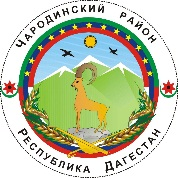 ЧАРОДИНСКИЙ РАЙОН
РЕСПУБЛИКА ДАГЕСТАН